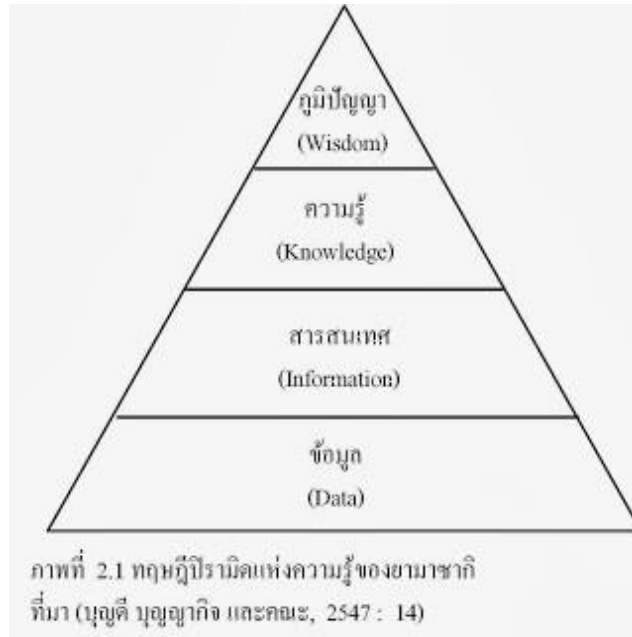 ภูมิปัญญา
(Wisdom)
ความรู้
(Knowledge)
สารสนเทศ
(Information)
ข้อมูล
(Data)
ภาพที่ 2.1 ทฤษฎีปิรามิดแห่งความรู้ของยามาซากิ
ที่มา (บุญดี บุญญากิจ และคณะ, 2547 : 14)